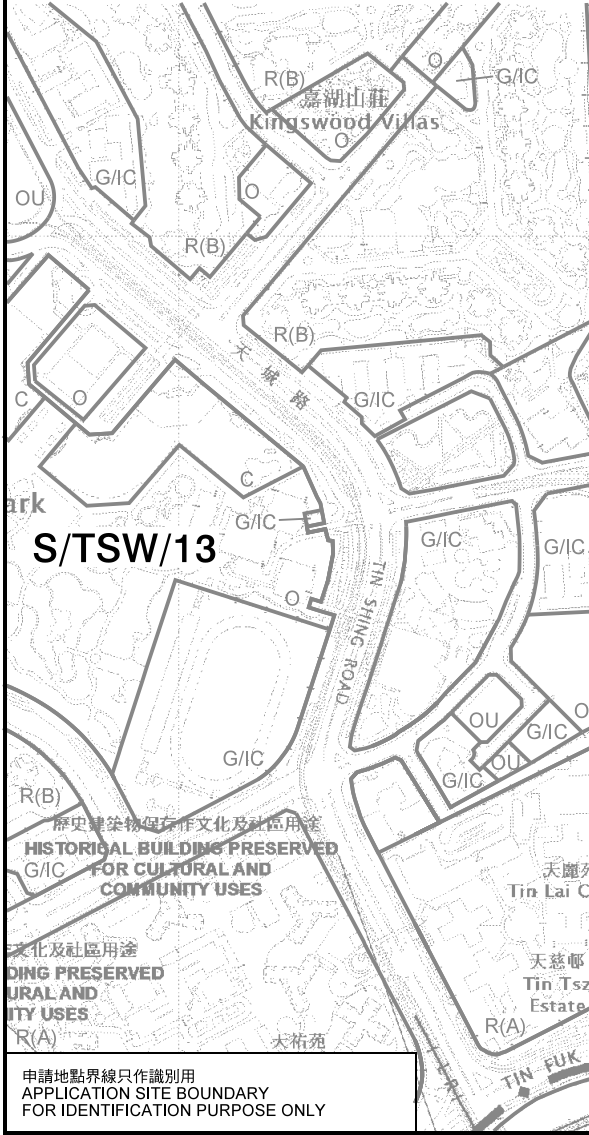 R(B)
O
G/IC
嘉湖山莊
Kingswood Villas
O
G/IC
O
OU
R(B)
R(B)
天城路
C
O
G/IC
C
ark
G/IC
S/TSW/13
G/IC
G/IC
TIN SHING ROAD
O
OU
O
G/IC
OU
G/IC
G/IC
R(B)
歷史建築物保存作文化及社區用途
HISTORICAL BUILDING PRESERVED
FOR CULTURAL AND
COMMUNITY USES
G/IC
天麗
Tin Lai C
文化及社區用途
DING PRESERVED
URAL AND
ITY USES
天慈邨
Tin Tsz
Estate
R(A)
R(A)
天祐苑
L R
TIN FUK
申請地點界線只作識別用
APPLICATION SITE BOUNDARY
FOR IDENTIFICATION PURPOSE ONLY